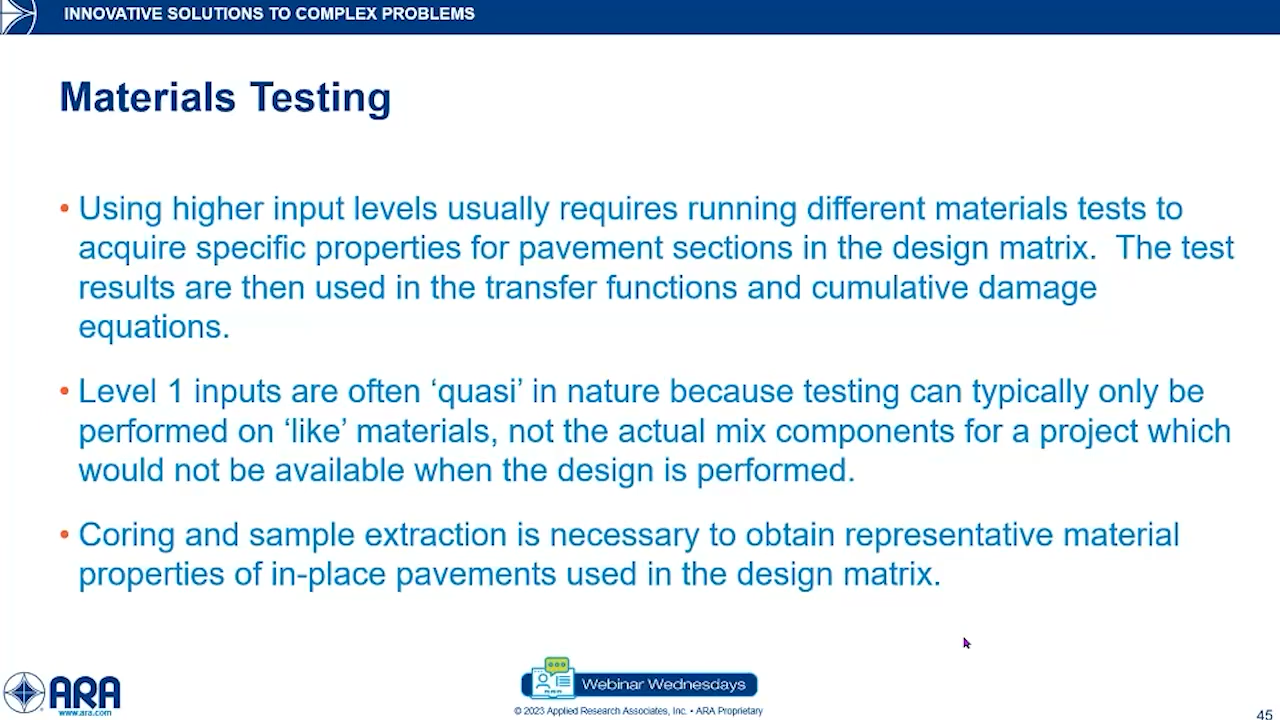 INNOVATIVE SOLUTIONS TO COMPLEX PROBLEMS
Materials Testing
• Using higher input levels usually requires running different materials tests to
acquire specific properties for pavement sections in the design matrix.  The test
results are then used in the transfer functions and cumulative damage
equations.
• Level 1 inputs are often ‘quasi’ in nature because testing can typically only be
performed on ‘like’ materials, not the actual mix components for a project which
would not be available when the design is performed.
• Coring and sample extraction is necessary to obtain representative material
properties of in-place pavements used in the design matrix.
ARA
www.ara.com
Webinar Wednesdays
© 2023 Applied Research Associates, Inc. • ARA Proprietary
45